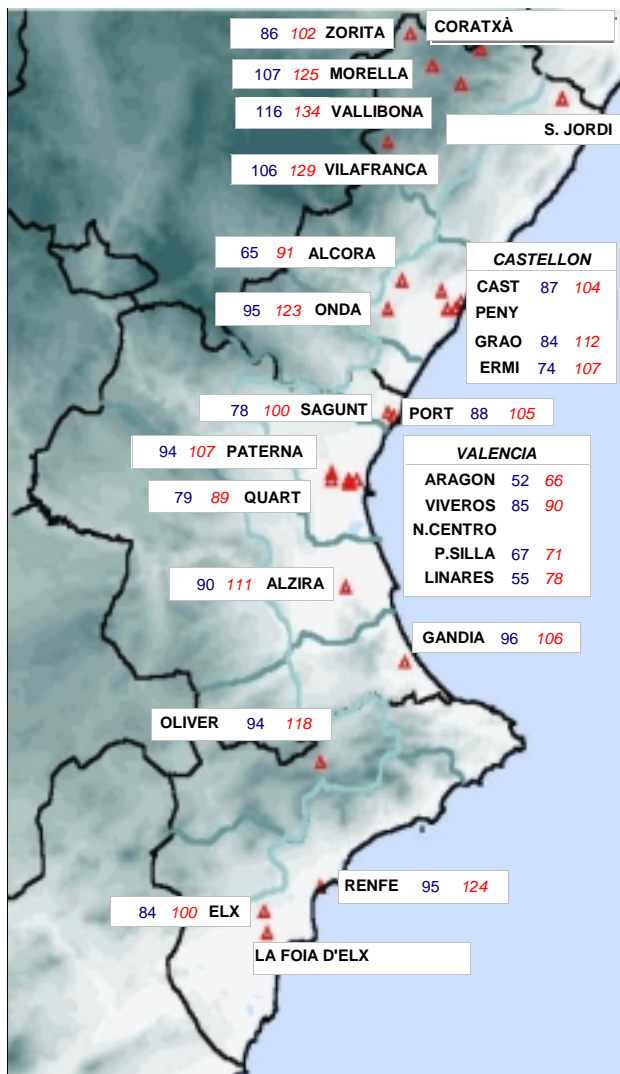 86 102 ZORITA
CORATXÀ
107 125 MORELLA
116 134 VALLIBONA
S. JORDI
106 129 VILAFRANCA
65 91 ALCORA
95 123 ONDA
CASTELLON
CAST 87 104
PENY
GRAO 84 112
ERMI 74 107
78 100 SAGUNT
PORT 88 105
94 107 PATERNA
79 89 QUART
VALENCIA
ARAGON 52 66
VIVEROS 85 90
N.CENTRO
P.SILLA 67 71
LINARES 55 78
90 111 ALZIRA
GANDIA 96 106
OLIVER 94 118
RENFE 95 124
84 100 ELX
LA FOIA D'ELX